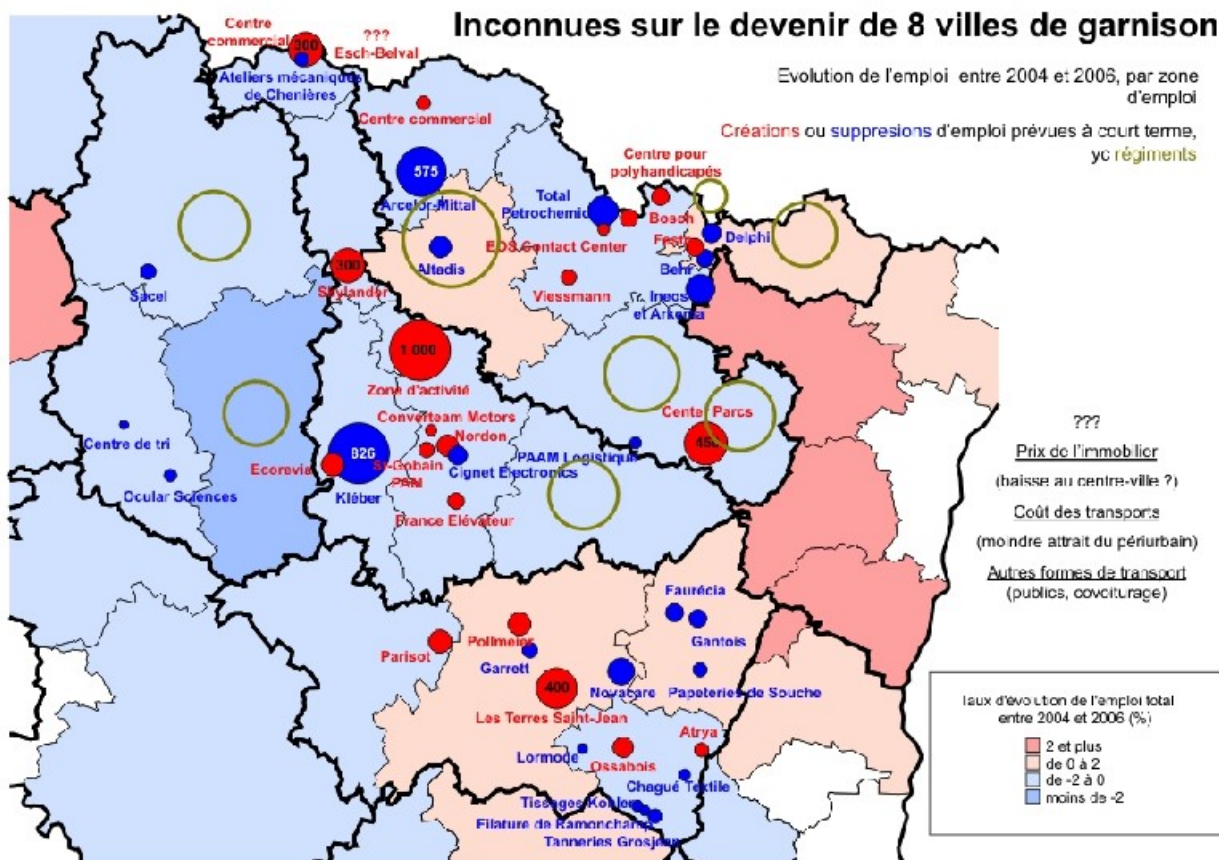 Inconnues sur le devenir de 8 villes de garnison
Evolution de l'emploi entre 2004 et 2006, par zone
d'emploi
Créations ou suppresions d'emploi prévues à court terme,
yc régiments
Centre
commercial
300
???
Esch-Belval
Ateliers mécaniques
de Chenières
Centre commercial
575
Arcelor-Mittal
Altadis
Centre pour
polyhandicapés
Total
Petrochemic
Bosch
EOS Contact Center
Delphi
Behr
Viessmann
Ineos
et Arkema
300
Skylander
Sacel
1 000
Zone d'activité
Center Parcs
450
Converteam Motors
Nordon
St-Gobain
PAM
Cignet Electronics
PAAM Logistique
826
Kléber
Ecorevie
France Elévateur
Centre de tri
Ocular Sciences
???
Prix de l'immobilier
(baisse au centre-ville ?)
Coût des transports
(moindre attrait du périurbain)
Autres formes de transport
(publics, covoiturage)
Faurécia
Gantois
Pollmeier
Parisot
Garrett
Novacare
Papeteries de Souche
400
Les Terres Saint-Jean
Atrya
Lormode
Ossabois
Chagué Textile
Tissages Kohler
Filature de Ramonchamp
Tanneries Grosjean
Taux d'évolution de l'emploi total
entre 2004 et 2006 (%)
2 et plus
de 0 à 2
de -2 à 0
moins de -2